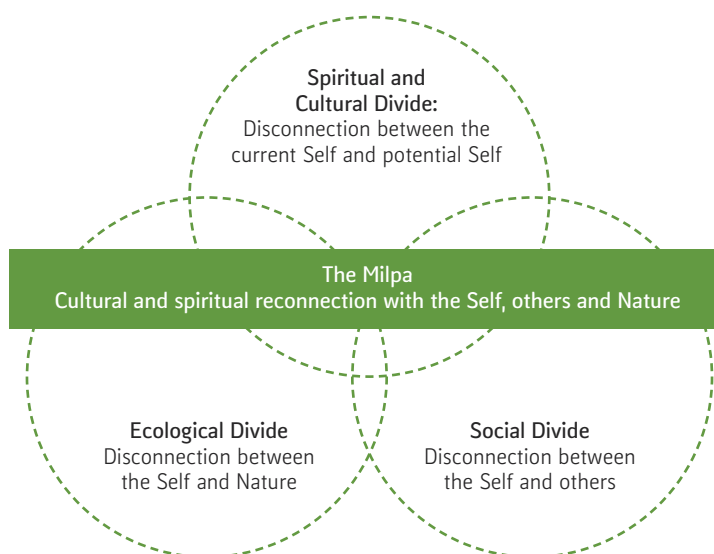 Spiritual and
Cultural Divide:
Disconnection between the
current Self and potential Self
The Milpa
Cultural and spiritual reconnection with the Self, others and Nature
Ecological Divide
Disconnection between
the Self and Nature
Social Divide
Disconnection between
the Self and others